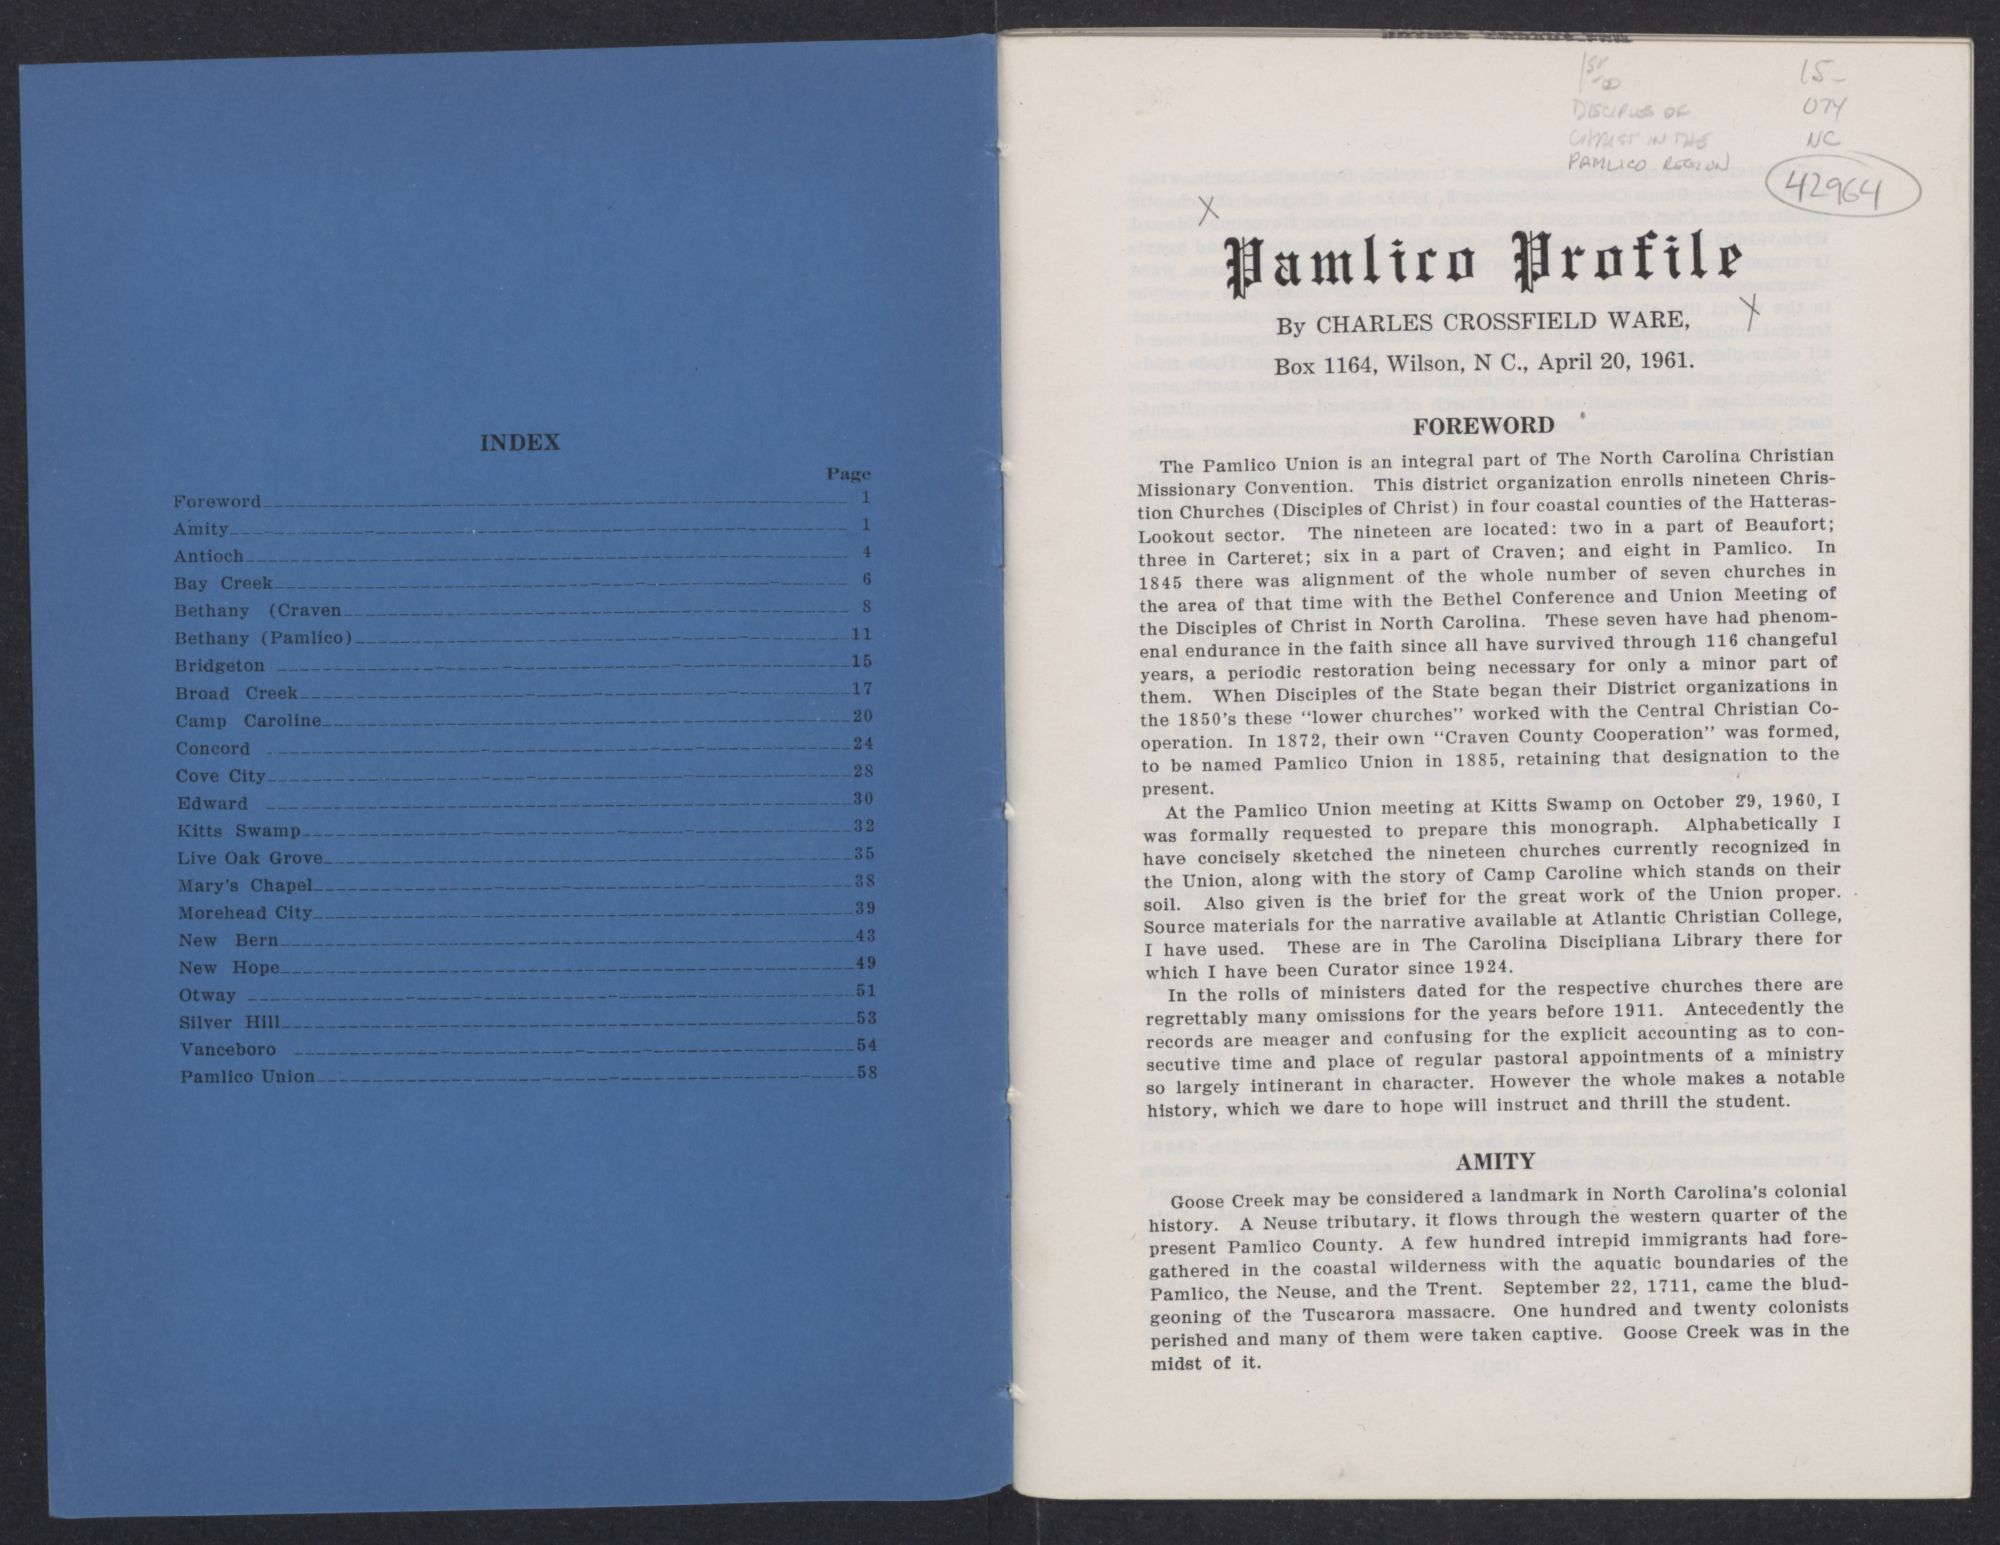 INDEX
Page
Foreword 1
Amity 1
Antioch 4
Bay Creek 6
Bethany (Craven 8
Bethany (Pamlico) 11
Bridgeton 15
Broad Creek 17
Camp Caroline 20
Concord 24
Cove City 28
Edward 30
Kitts Swamp 32
Live Oak Grove 35
Mary's Chapel 38
Morehead City 39
New Bern 43
New Hope 49
Otway 51
Silver Hill 53
Vanceboro 54
Pamlico Union 58
1st
DISCIPLES OF
CHRIST IN THE
PAMLICO REGION
15-
074
NC
42964
X
Pamlico Profile
X
By CHARLES CROSSFIELD WARE,
Box 1164, Wilson, N C., April 20, 1961.
FOREWORD
The Pamlico Union is an integral part of The North Carolina Christian
Missionary Convention. This district organization enrolls nineteen Chris-
tion Churches (Disciples of Christ) in four coastal counties of the Hatteras-
Lookout sector. The nineteen are located: two in a part of Beaufort;
three in Carteret; six in a part of Craven; and eight in Pamlico. In
1845 there was alignment of the whole number of seven churches in
the area of that time with the Bethel Conference and Union Meeting of
the Disciples of Christ in North Carolina. These seven have had phenom-
enal endurance in the faith since all have survived through 116 changeful
years, a periodic restoration being necessary for only a minor part of
them. When Disciples of the State began their District organizations in
the 1850's these "lower churches" worked with the Central Christian Co-
operation. In 1872, their own "Craven County Cooperation" was formed,
to be named Pamlico Union in 1885, retaining that designation to the
present.
At the Pamlico Union meeting at Kitts Swamp on October 29, 1960, I
was formally requested to prepare this monograph. Alphabetically I
have concisely sketched the nineteen churches currently recognized in
the Union, along with the story of Camp Caroline which stands on their
soil. Also given is the brief for the great work of the Union proper.
Source materials for the narrative available at Atlantic Christian College,
I have used. These are in The Carolina Discipliana Library there for
which I have been Curator since 1924.
In the rolls of ministers dated for the respective churches there are
regrettably many omissions for the years before 1911. Antecedently the
records are meager and confusing for the explicit accounting as to con-
secutive time and place of regular pastoral appointments of a ministry
so largely intinerant in character. However the whole makes a notable
history, which we dare to hope will instruct and thrill the student.
AMITY
Goose Creek may be considered a landmark in North Carolina's colonial
history. A Neuse tributary. it flows through the western quarter of the
present Pamlico County. A few hundred intrepid immigrants had fore-
gathered in the coastal wilderness with the aquatic boundaries of the
Pamlico, the Neuse, and the Trent. September 22, 1711, came the blud-
geoning of the Tuscarora massacre. One hundred and twenty colonists
perished and many of them were taken captive. Goose Creek was in the
midst of it.